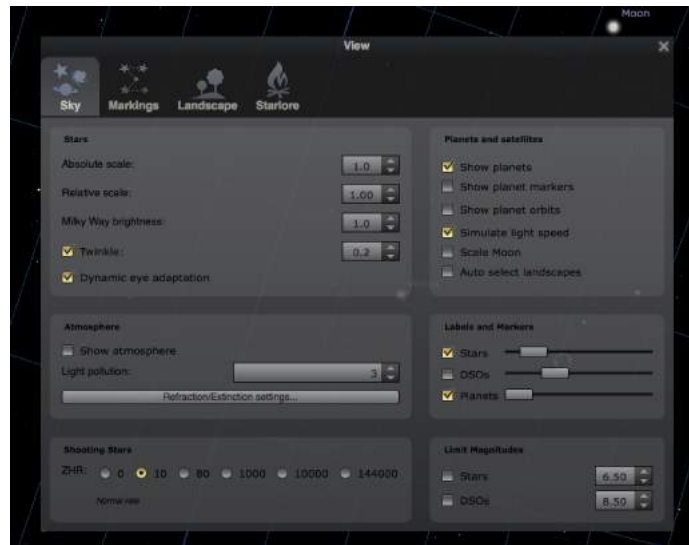 Moon
View
Sky Markings Landscape Starlore
Stars
Absolute scale: 1.0
Relative scale: 1.00
Milky Way brightness: 1.0
Twinkle: 0.2
Dynamic eye adaptation
Planets and satellites
Show planets
Show planet markers
Show planet orbits
Simulate light speed
Scale Moon
Auto select landscapes
Atmosphere
Show atmosphere
Light pollution: 3
Refraction/Extinction settings...
Labels and Markers
Stars
DSOs
Planets
Shooting Stars
ZHR: 0 10 80 1000 10000 144000
Normal rate
Limit Magnitudes
Stars 6.50
DSOs 8.50